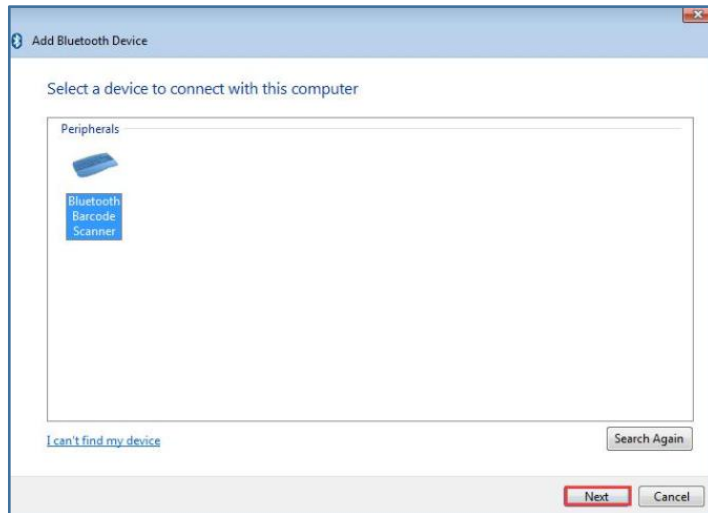 Add Bluetooth Device
Select a device to connect with this computer
Peripherals
Bluetooth
Barcode
Scanner
I can't find my device
Search Again
Next
Cancel